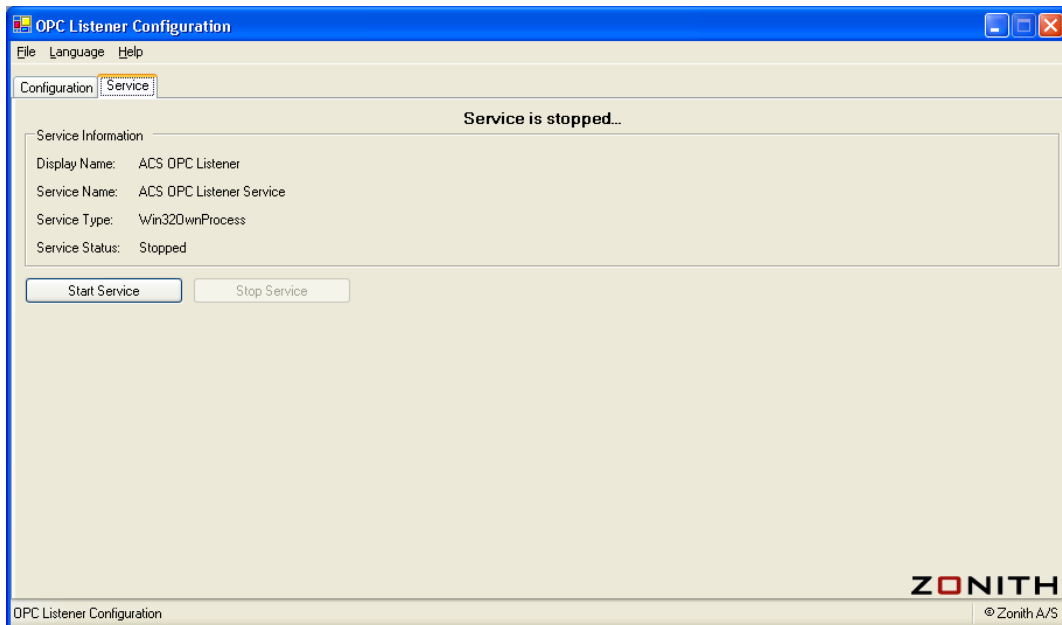 OPC Listener Configuration
File Language Help
Configuration Service
Service is stopped...
Service Information
Display Name: ACS OPC Listener
Service Name: ACS OPC Listener Service
Service Type: Win32OwnProcess
Service Status: Stopped
Start Service Stop Service
ZONITH
OPC Listener Configuration © Zonith A/S